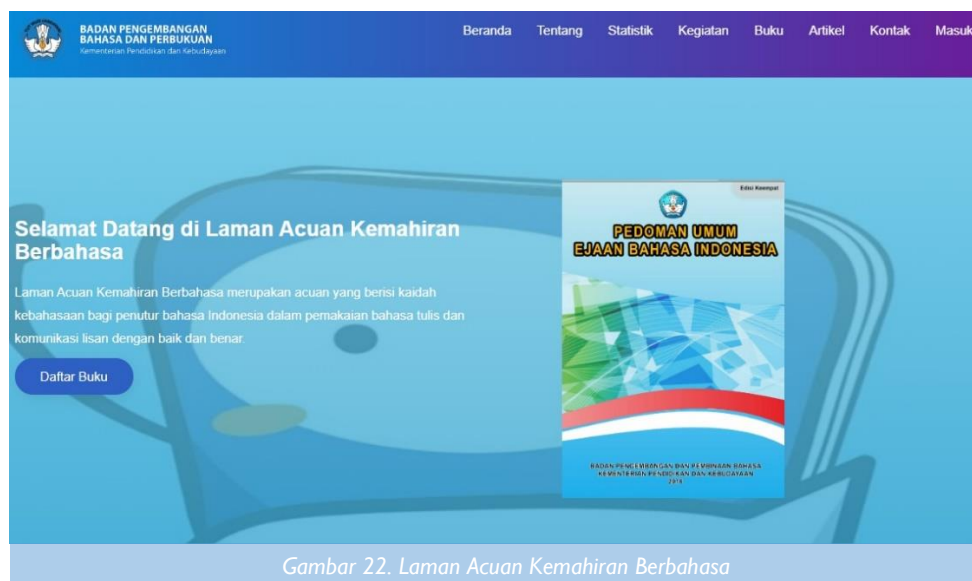 BADAN PENGEMBANGAN
BAHASA DAN PERBUKUAN
Kementerian Pendidikan dan Kebudayaan
Beranda Tentang Statistik Kegiatan Buku Artikel Kontak Masuk
Selamat Datang di Laman Acuan Kemahiran
Berbahasa
Laman Acuan Kemahiran Berbahasa merupakan acuan yang berisi kaidah
kebahasaan bagi penutur bahasa Indonesia dalam pemakaian bahasa tulis dan
komunikasi lisan dengan baik dan benar.
Daftar Buku
Edisi Keempat
PEDOMAN UMUM
EJAAN BAHASA INDONESIA
BADAN PENGEMBANGAN DAN PEMBINAAN BAHASA
KEMENTERIAN PENDIDIKAN DAN KEBUDAYAAN
Gambar 22. Laman Acuan Kemahiran Berbahasa